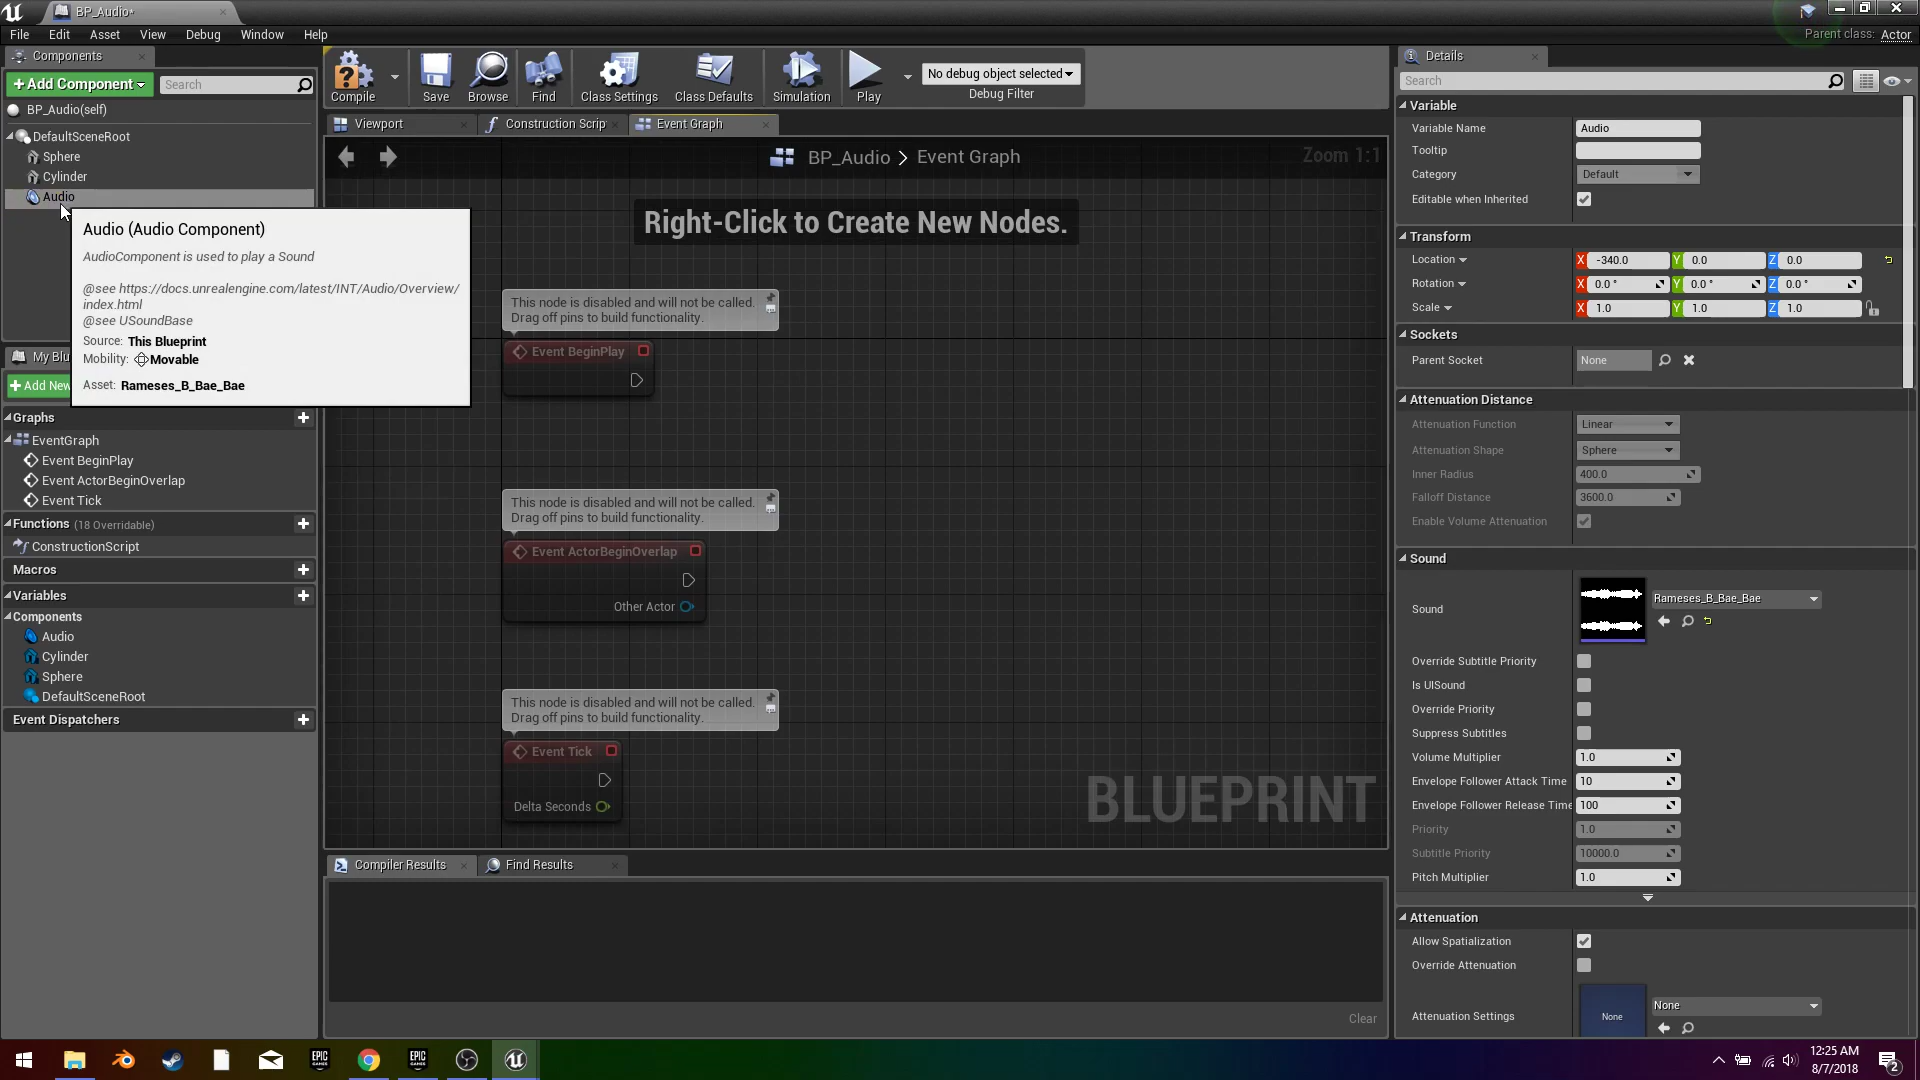 BP_Audio*
File Edit Asset View Debug Window Help
Parent class: Actor
Components
+Add Component Search
BP_Audio(self)
DefaultSceneRoot
Sphere
Cylinder
Audio
Audio (Audio Component)
AudioComponent is used to play a Sound
@see https://docs.unrealengine.com/latest/INT/Audio/Overview/
index.html
@see USoundBase
Source: This Blueprint
Mobility: Movable
Asset: Rameses_B_Bae_Bae
My Blu
+Add New
Graphs
EventGraph
Event BeginPlay
Event ActorBeginOverlap
Event Tick
Functions (18 Overridable)
ConstructionScript
Macros
Variables
Components
Audio
Cylinder
Sphere
DefaultSceneRoot
Event Dispatchers
Compile Save Browse Find Class Settings Class Defaults Simulation Play
No debug object selected
Debug Filter
Viewport Construction Scrip Event Graph
BP_Audio > Event Graph
Zoom 1:1
Right-Click to Create New Nodes.
This node is disabled and will not be called.
Drag off pins to build functionality.
Event BeginPlay
This node is disabled and will not be called.
Drag off pins to build functionality.
Event ActorBeginOverlap
Other Actor
This node is disabled and will not be called.
Drag off pins to build functionality.
Event Tick
Delta Seconds
BLUEPRINT
Compiler Results Find Results
Clear
Details
Search
Variable
Variable Name Audio
Tooltip
Category Default
Editable when Inherited
Transform
Location X -340.0 Y 0.0 Z 0.0
Rotation X 0.0 ° Y 0.0 ° Z 0.0 °
Scale X 1.0 Y 1.0 Z 1.0
Sockets
Parent Socket None
Attenuation Distance
Attenuation Function Linear
Attenuation Shape Sphere
Inner Radius 400.0
Falloff Distance 3600.0
Enable Volume Attenuation
Sound
Sound Rameses_B_Bae_Bae
Override Subtitle Priority
Is UISound
Override Priority
Suppress Subtitles
Volume Multiplier 1.0
Envelope Follower Attack Time 10
Envelope Follower Release Time 100
Priority 1.0
Subtitle Priority 10000.0
Pitch Multiplier 1.0
Attenuation
Allow Spatialization
Override Attenuation
Attenuation Settings None None
EPIC GAMES EPIC GAMES
12:25 AM
8/7/2018
2